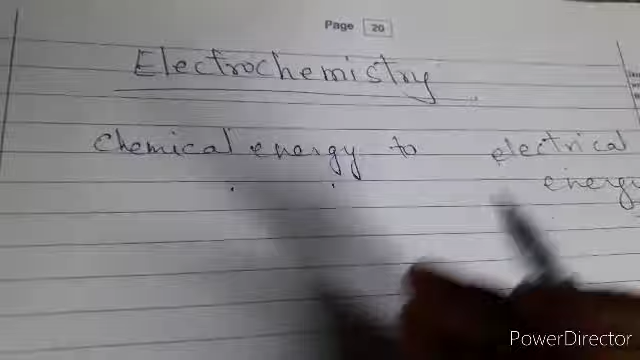 Page 20
Electrochemistry
Chemical energy to electrical
energy
PowerDirector